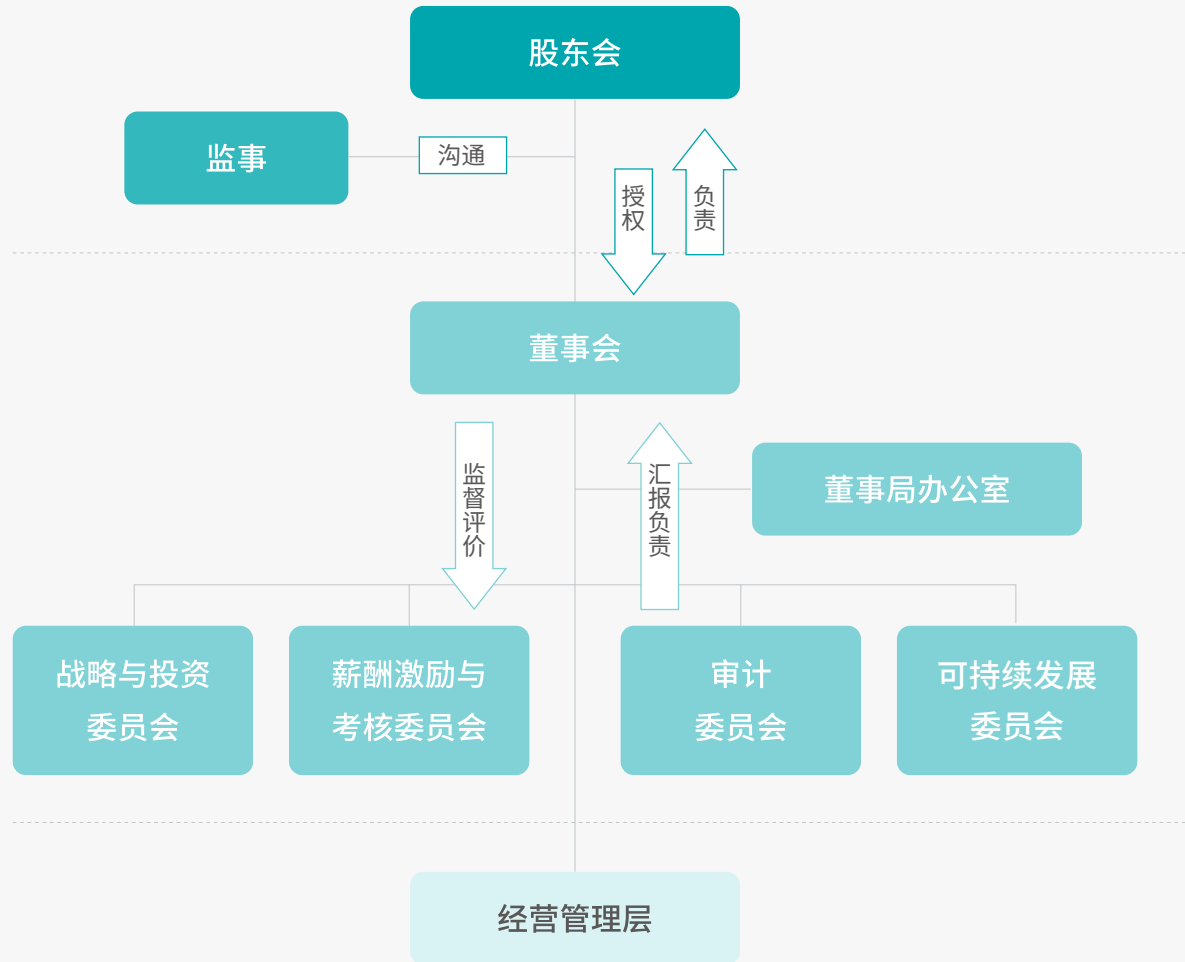 股东会
监事
沟通
授权
负责
董事会
监督评价
汇报负责
董事局办公室
战略与投资
委员会
薪酬激励与
考核委员会
审计
委员会
可持续发展
委员会
经营管理层